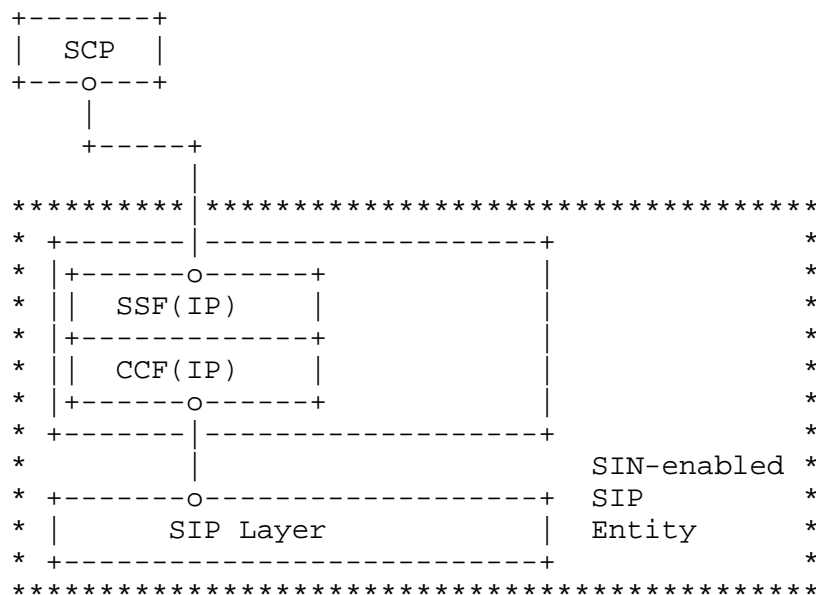 SCP
SSF(IP)
CCF(IP)
SIN-enabled
SIP
SIP Layer
Entity